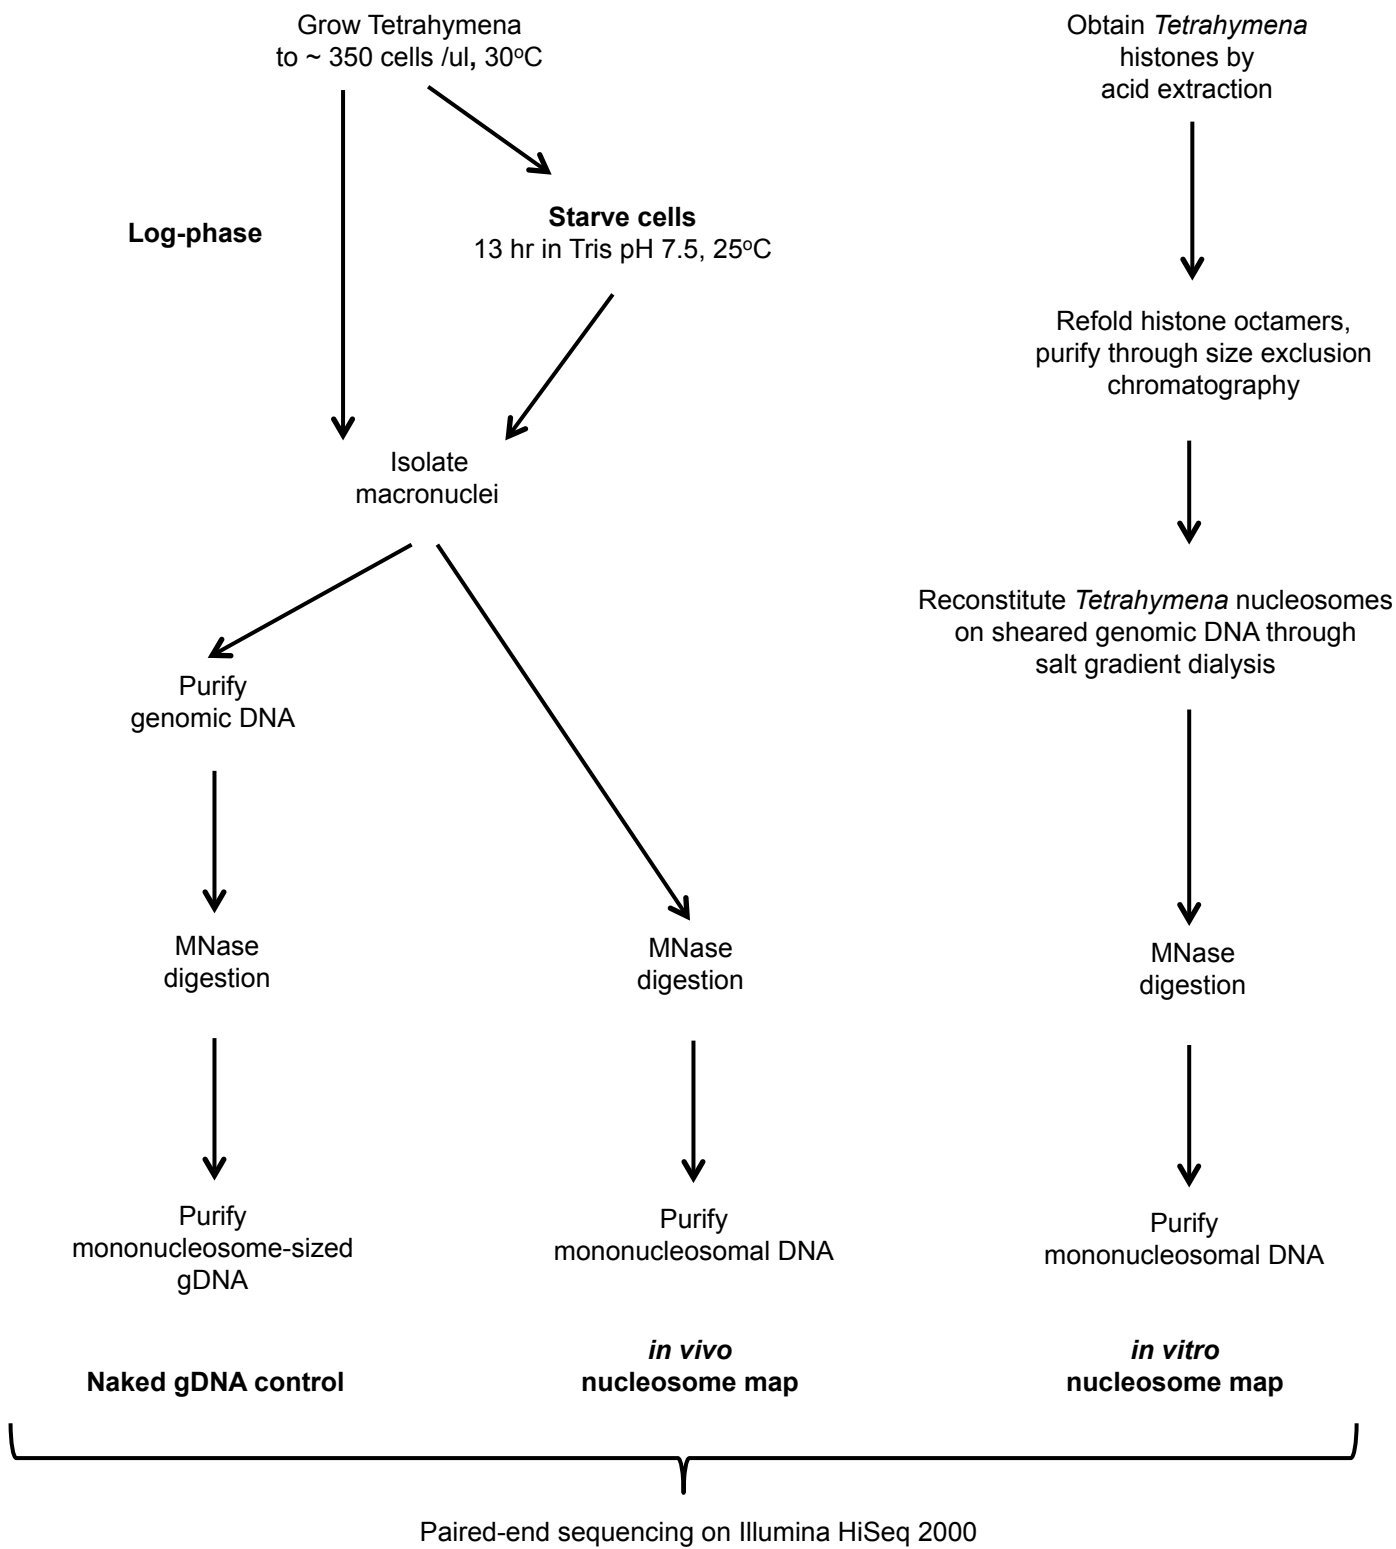 Grow Tetrahymena
to ~ 350 cells /ul, 30ºC
Log-phase
Starve cells
13 hr in Tris pH 7.5, 25ºC
Isolate
macronuclei
Purify
genomic DNA
MNase
digestion
Purify
mononucleosome-sized
gDNA
Naked gDNA control
MNase
digestion
Purify
mononucleosomal DNA
in vivo
nucleosome map
Obtain Tetrahymena
histones by
acid extraction
Refold histone octamers,
purify through size exclusion
chromatography
Reconstitute Tetrahymena nucleosomes
on sheared genomic DNA through
salt gradient dialysis
MNase
digestion
Purify
mononucleosomal DNA
in vitro
nucleosome map
Paired-end sequencing on Illumina HiSeq 2000